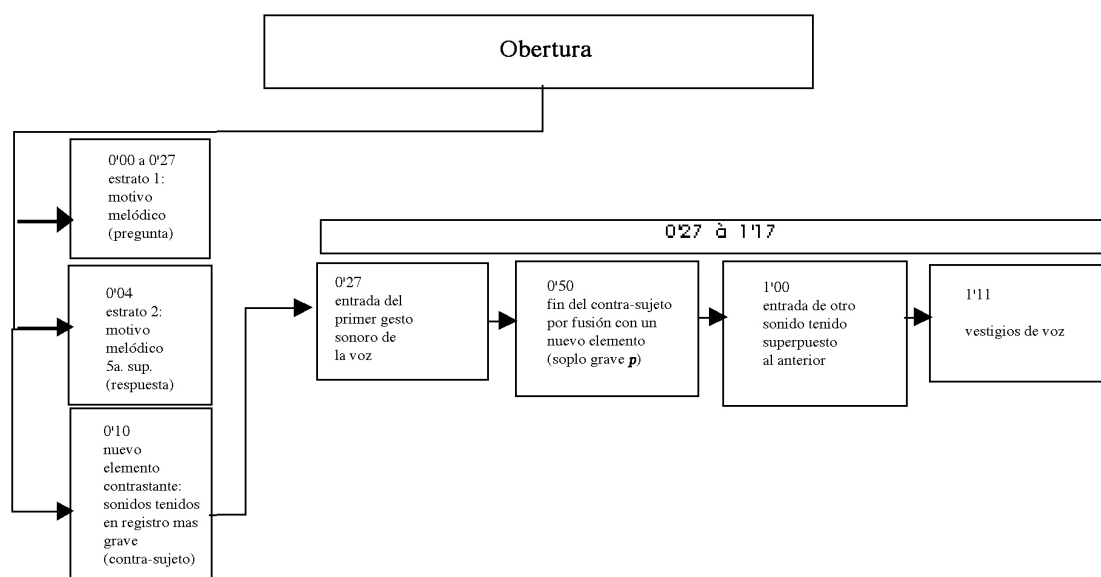 Obertura
0'00 a 0'27
estrato 1:
motivo
melódico
(pregunta)
0'04
estrato 2:
motivo
melódico
5a. sup.
(respuesta)
0'10
nuevo
elemento
contrastante:
sonidos tenidos
en registro mas
grave
(contra-sujeto)
0'27 à 1'17
0'27
entrada del
primer gesto
sonoro de
la voz
0'50
fin del contra-sujeto
por fusión con un
nuevo elemento
(soplo grave p)
1'00
entrada de otro
sonido tenido
superpuesto
al anterior
1'11
vestigios de voz